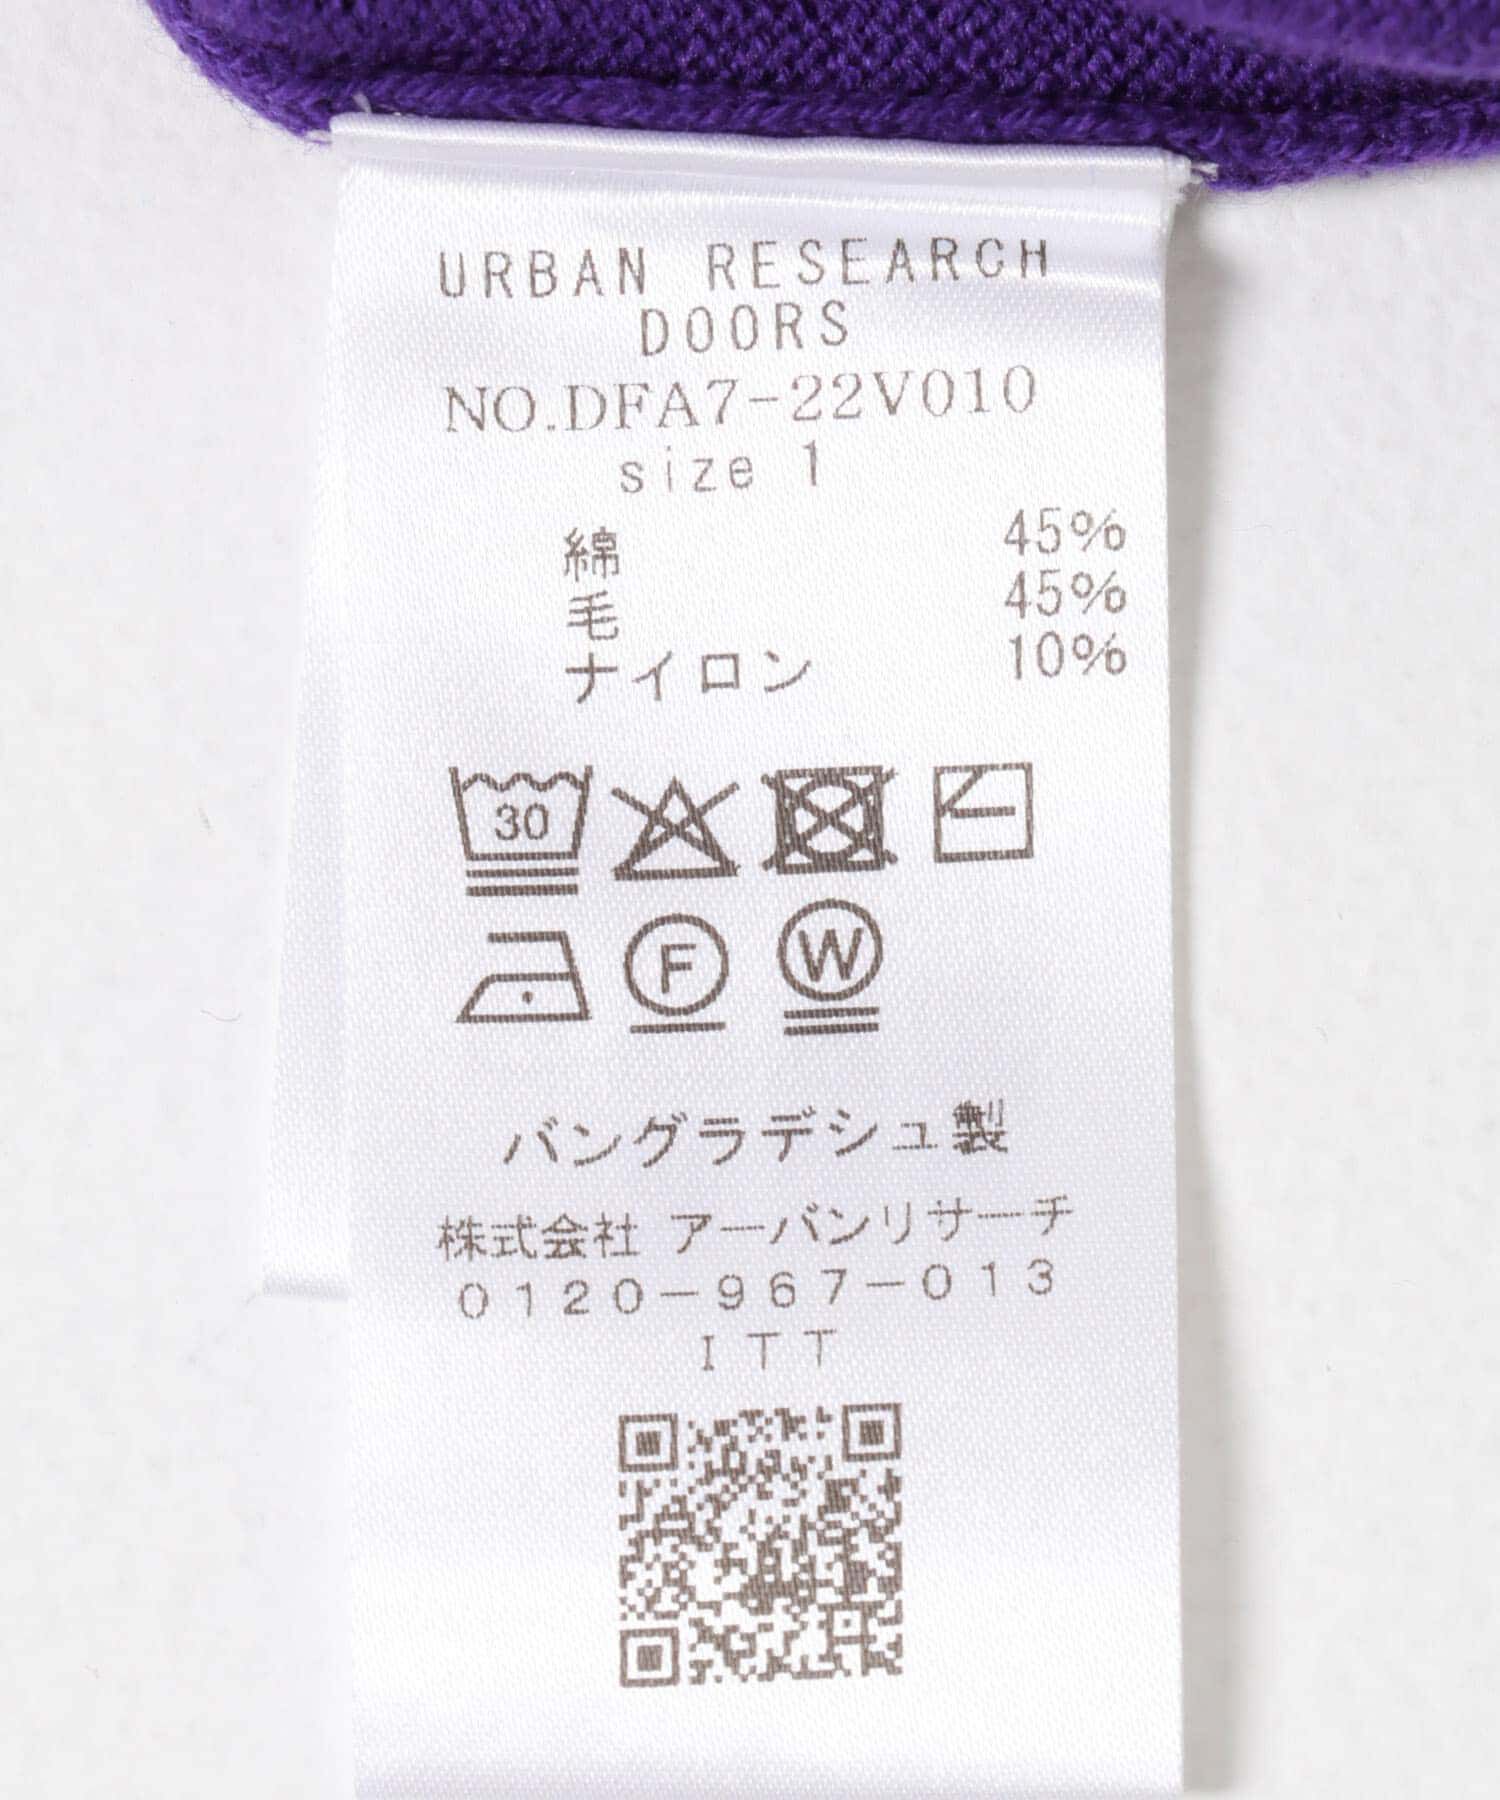 URBAN RESEARCH
DOORS
NO.DFA7-22V010
size 1
綿 45%
毛 45%
ナイロン 10%
30
F W
バングラデシュ製
株式会社 アーバンリサーチ
0120-967-013
ITT